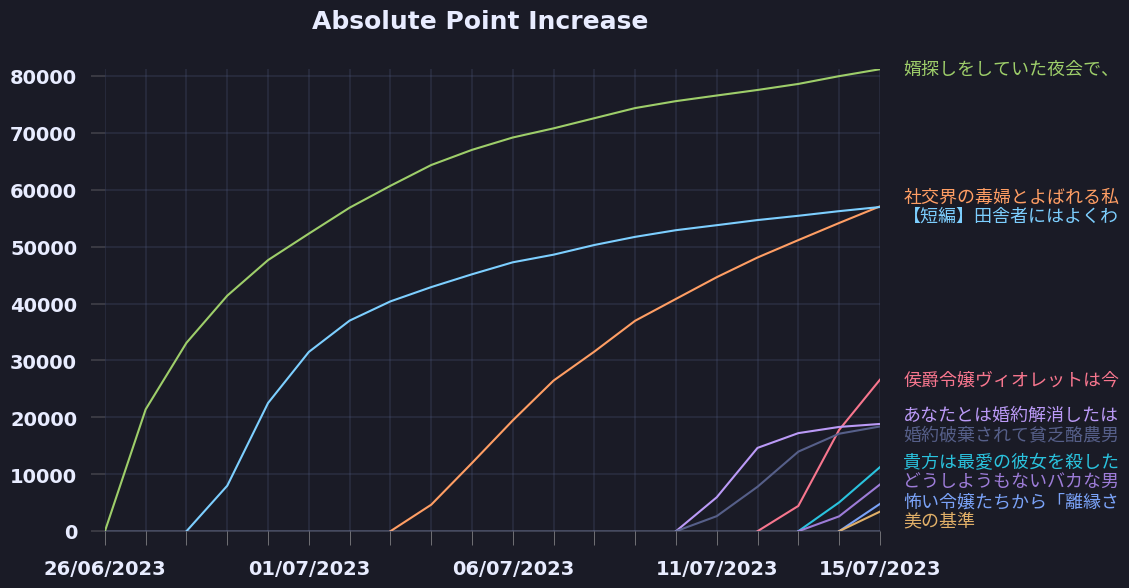 Absolute Point Increase
80000
70000
60000
50000
40000
30000
20000
10000
0
26/06/2023
01/07/2023
06/07/2023
11/07/2023
15/07/2023
婿探しをしていた夜会で、
社交界の毒婦とよばれる私
【短編】田舎者にはよくわ
侯爵令嬢ヴィオレットは今
あなたとは婚約解消したは
婚約破棄されて貧乏酪農男
貴方は最愛の彼女を殺した
どうしようもないバカな男
怖い令嬢たちから「離縁さ
美の基準